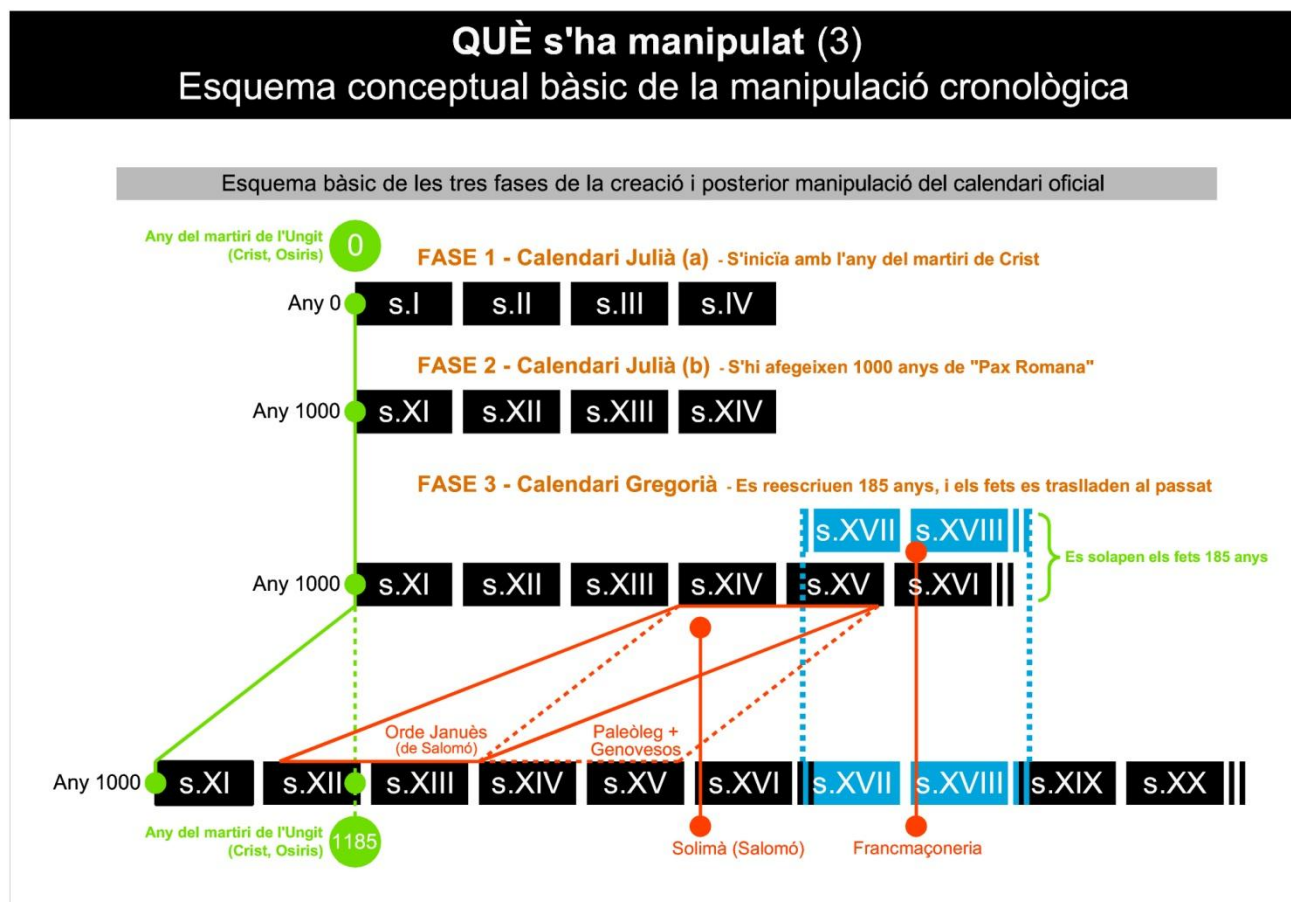 QUÈ s'ha manipulat (3)
Esquema conceptual bàsic de la manipulació cronològica
Esquema bàsic de les tres fases de la creació i posterior manipulació del calendari oficial
Any del martiri de l'Ungit
(Crist, Osiris)
0
FASE 1 - Calendari Julià (a) - S'inicïa amb l'any del martiri de Crist
Any 0
s.I
s.II
s.III
s.IV
FASE 2 - Calendari Julià (b) - S'hi afegeixen 1000 anys de "Pax Romana"
Any 1000
s.XI
s.XII
s.XIII
s.XIV
FASE 3 - Calendari Gregorià - Es reescriuen 185 anys, i els fets es traslladen al passat
s.XVII
s.XVIII
Es solapen els fets 185 anys
Any 1000
s.XI
s.XII
s.XIII
s.XIV
s.XV
s.XVI
Orde Januès
(de Salomó)
Paleòleg +
Genovesos
Any 1000
s.XI
s.XII
s.XIII
s.XIV
s.XV
s.XVI
s.XVII
s.XVIII
s.XIX
s.XX
Any del martiri de l'Ungit
(Crist, Osiris)
1185
Solimà (Salomó)
Francmaçoneria